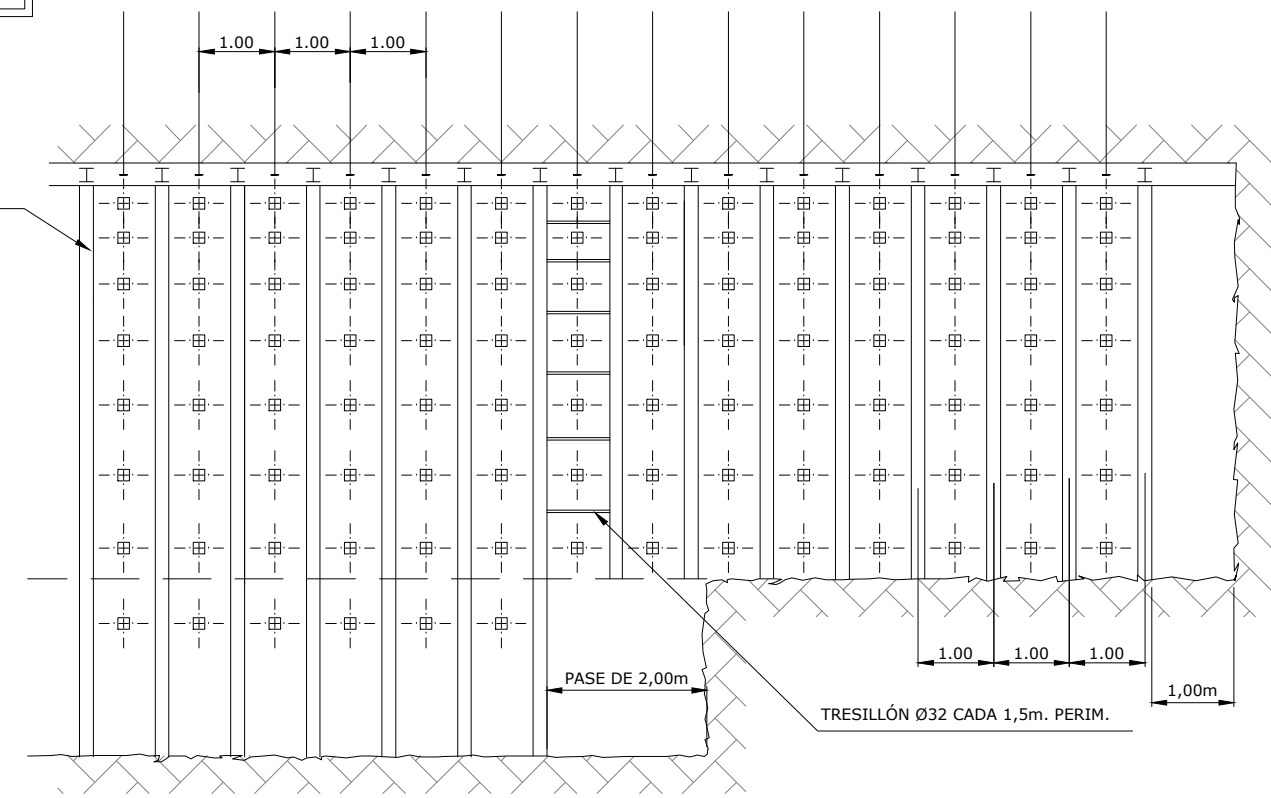 1.00 1.00 1.00
1.00 1.00 1.00
PASE DE 2,00m
1,00m
TRESILLÓN Ø32 CADA 1,5m. PERIM.